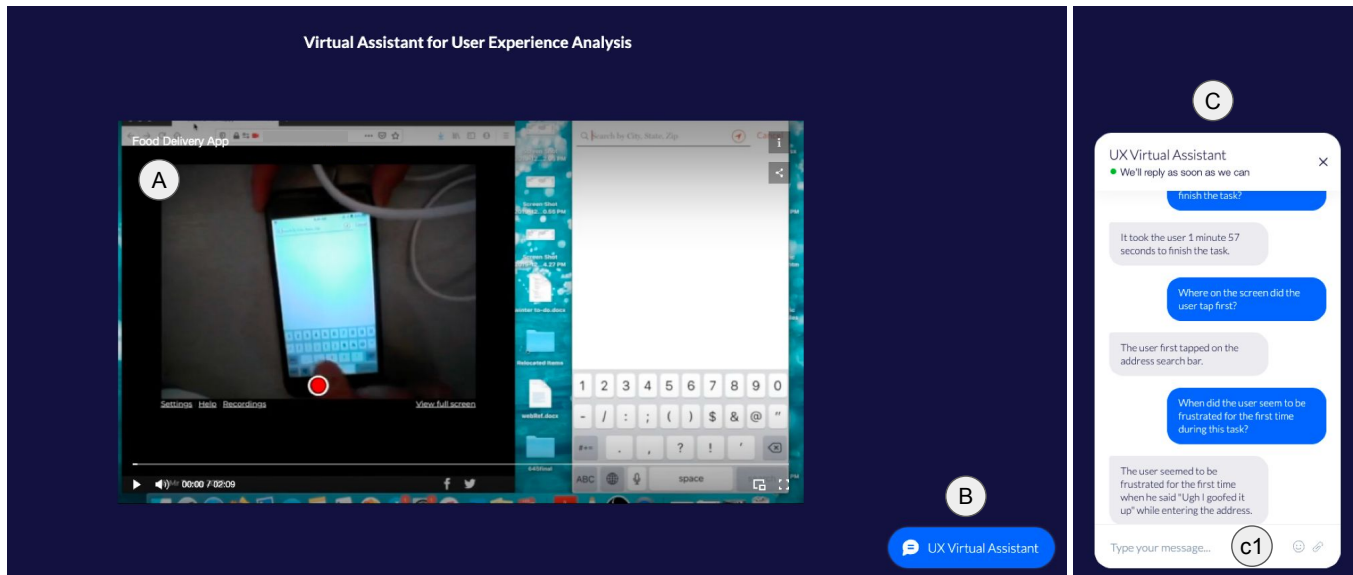 Virtual Assistant for User Experience Analysis
Food Delivery App
A
Settings Help Recordings
View full screen
00:00 / 02:09
Search by City, State, Zip
1 2 3 4 5 6 7 8 9 0
- / : ; ( ) $ & @ "
#+= . , ? ! '
ABC space
B
UX Virtual Assistant
C
UX Virtual Assistant
We'll reply as soon as we can
finish the task?
It took the user 1 minute 57
seconds to finish the task.
Where on the screen did the
user tap first?
The user first tapped on the
address search bar.
When did the user seem to be
frustrated for the first time
during this task?
The user seemed to be
frustrated for the first time
when he said "Ugh I goofed it
up" while entering the address.
Type your message...
c1